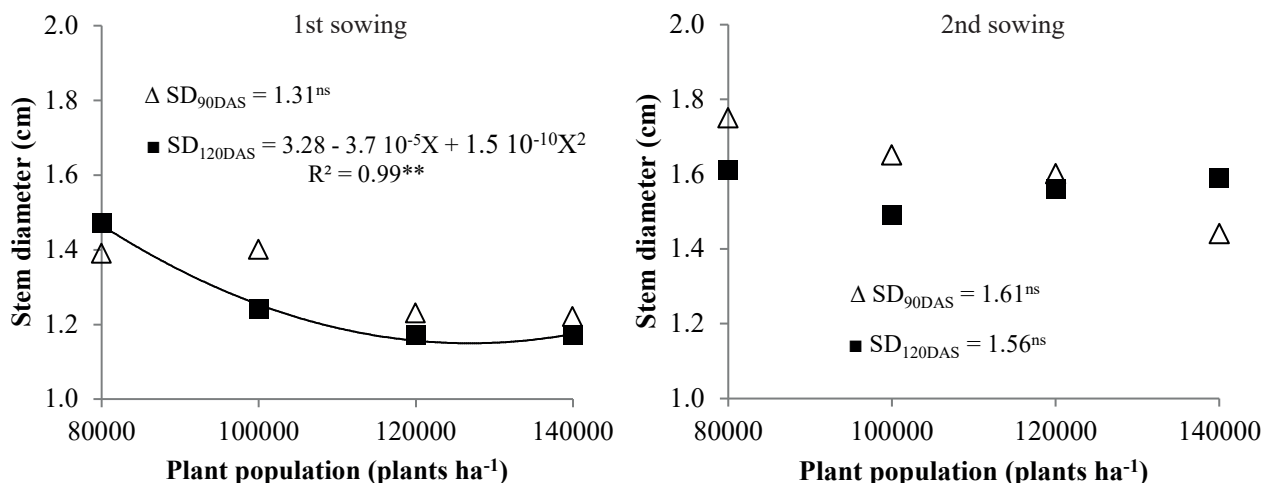 1st sowing
2.0
1.8
1.6
1.4
1.2
1.0
Stem diameter (cm)
Δ SD90DAS = 1.31ⁿˢ
■ SD120DAS = 3.28 - 3.7 10⁻⁵X + 1.5 10⁻¹⁰X²
R² = 0.99**
80000 100000 120000 140000
Plant population (plants ha⁻¹)
2nd sowing
2.0
1.8
1.6
1.4
1.2
1.0
Stem diameter (cm)
Δ SD90DAS = 1.61ⁿˢ
■ SD120DAS = 1.56ⁿˢ
80000 100000 120000 140000
Plant population (plants ha⁻¹)